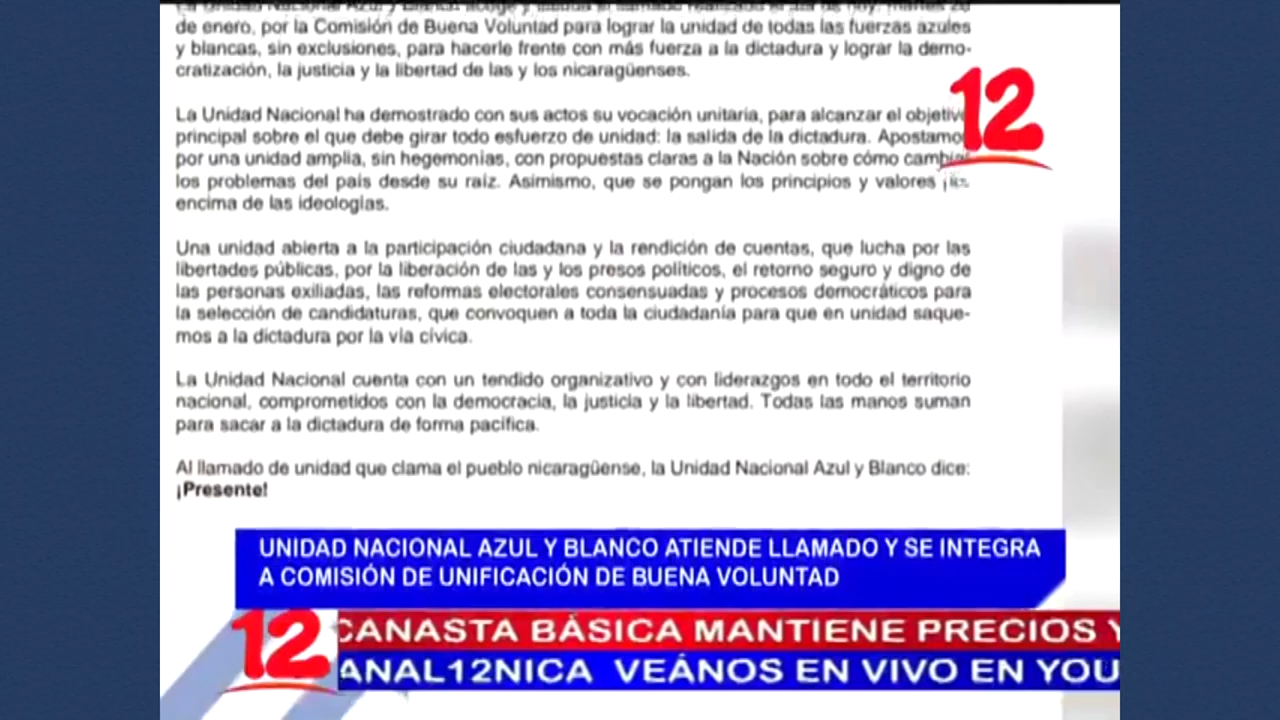 de enero, por la Comisión de Buena Voluntad para lograr la unidad de todas las fuerzas azules
y blancas, sin exclusiones, para hacerle frente con más fuerza a la dictadura y lograr la demo-
cratización, la justicia y la libertad de las y los nicaragüenses.
La Unidad Nacional ha demostrado con sus actos su vocación unitaria, para alcanzar el
principal sobre el que debe girar todo esfuerzo de unidad: la salida de la dictadura.
por una unidad amplia, sin hegemonías, con propuestas claras a la Nación sobre cómo
los problemas del país desde su raíz. Asimismo, que se pongan los principios y valores
encima de las ideologías.
12
Una unidad abierta a la participación ciudadana y la rendición de cuentas, que lucha por las
libertades públicas, por la liberación de las y los presos políticos, el retorno seguro y digno de
las personas exiliadas, las reformas electorales consensuadas y procesos democráticos para
la selección de candidaturas, que convoquen a toda la ciudadanía para que en unidad saque-
mos a la dictadura por la vía cívica.
La Unidad Nacional cuenta con un tendido organizativo y con liderazgos en todo el territorio
nacional, comprometidos con la democracia, la justicia y la libertad. Todas las manos suman
para sacar a la dictadura de forma pacífica.
Al llamado de unidad que clama el pueblo nicaragüense, la Unidad Nacional Azul y Blanco dice:
¡Presente!
UNIDAD NACIONAL AZUL Y BLANCO ATIENDE LLAMADO Y SE INTEGRA
A COMISIÓN DE UNIFICACIÓN DE BUENA VOLUNTAD
12
CANASTA BÁSICA MANTIENE PRECIOS Y
ANAL12NICA VEÁNOS EN VIVO EN YOU